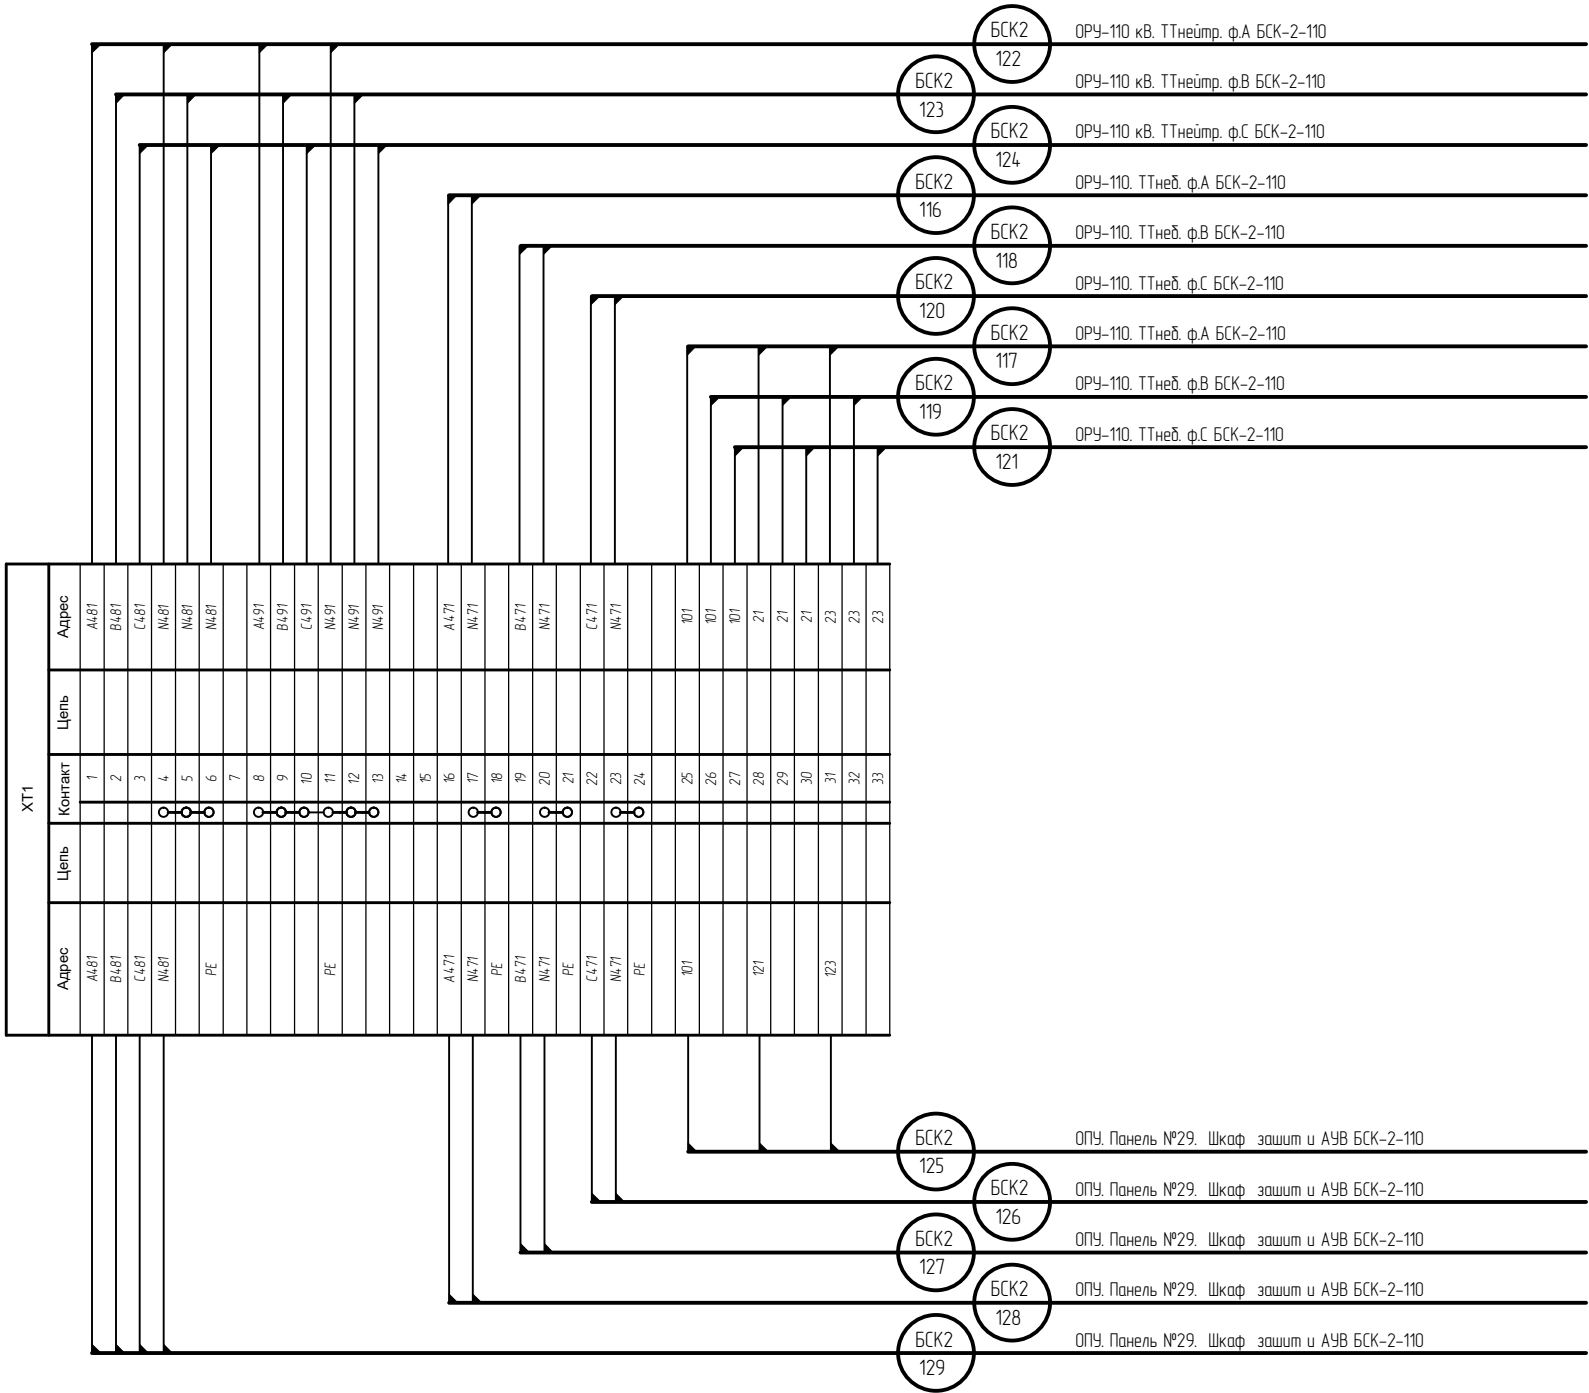 БСК2
122
ОРУ-110 кВ. ТТнейтр. ф.А БСК-2-110
БСК2
123
ОРУ-110 кВ. ТТнейтр. ф.В БСК-2-110
БСК2
124
ОРУ-110 кВ. ТТнейтр. ф.С БСК-2-110
БСК2
116
ОРУ-110. ТТнеб. ф.А БСК-2-110
БСК2
118
ОРУ-110. ТТнеб. ф.В БСК-2-110
БСК2
120
ОРУ-110. ТТнеб. ф.С БСК-2-110
БСК2
117
ОРУ-110. ТТнеб. ф.А БСК-2-110
БСК2
119
ОРУ-110. ТТнеб. ф.В БСК-2-110
БСК2
121
ОРУ-110. ТТнеб. ф.С БСК-2-110
XT1
Адрес A481 B481 C481 N481 N481 N481 A491 B491 C491 N491 N491 N491 A471 N471 B471 N471 C471 N471 101 101 101 21 21 21 23 23 23
Цепь
Контакт 1 2 3 4 5 6 7 8 9 10 11 12 13 14 15 16 17 18 19 20 21 22 23 24 25 26 27 28 29 30 31 32 33
Цепь
Адрес A481 B481 C481 N481 PE PE A471 N471 PE B471 N471 PE C471 N471 PE 101 121 123
БСК2
125
ОПУ. Панель №29. Шкаф зашит и АУВ БСК-2-110
БСК2
126
ОПУ. Панель №29. Шкаф зашит и АУВ БСК-2-110
БСК2
127
ОПУ. Панель №29. Шкаф зашит и АУВ БСК-2-110
БСК2
128
ОПУ. Панель №29. Шкаф зашит и АУВ БСК-2-110
БСК2
129
ОПУ. Панель №29. Шкаф зашит и АУВ БСК-2-110